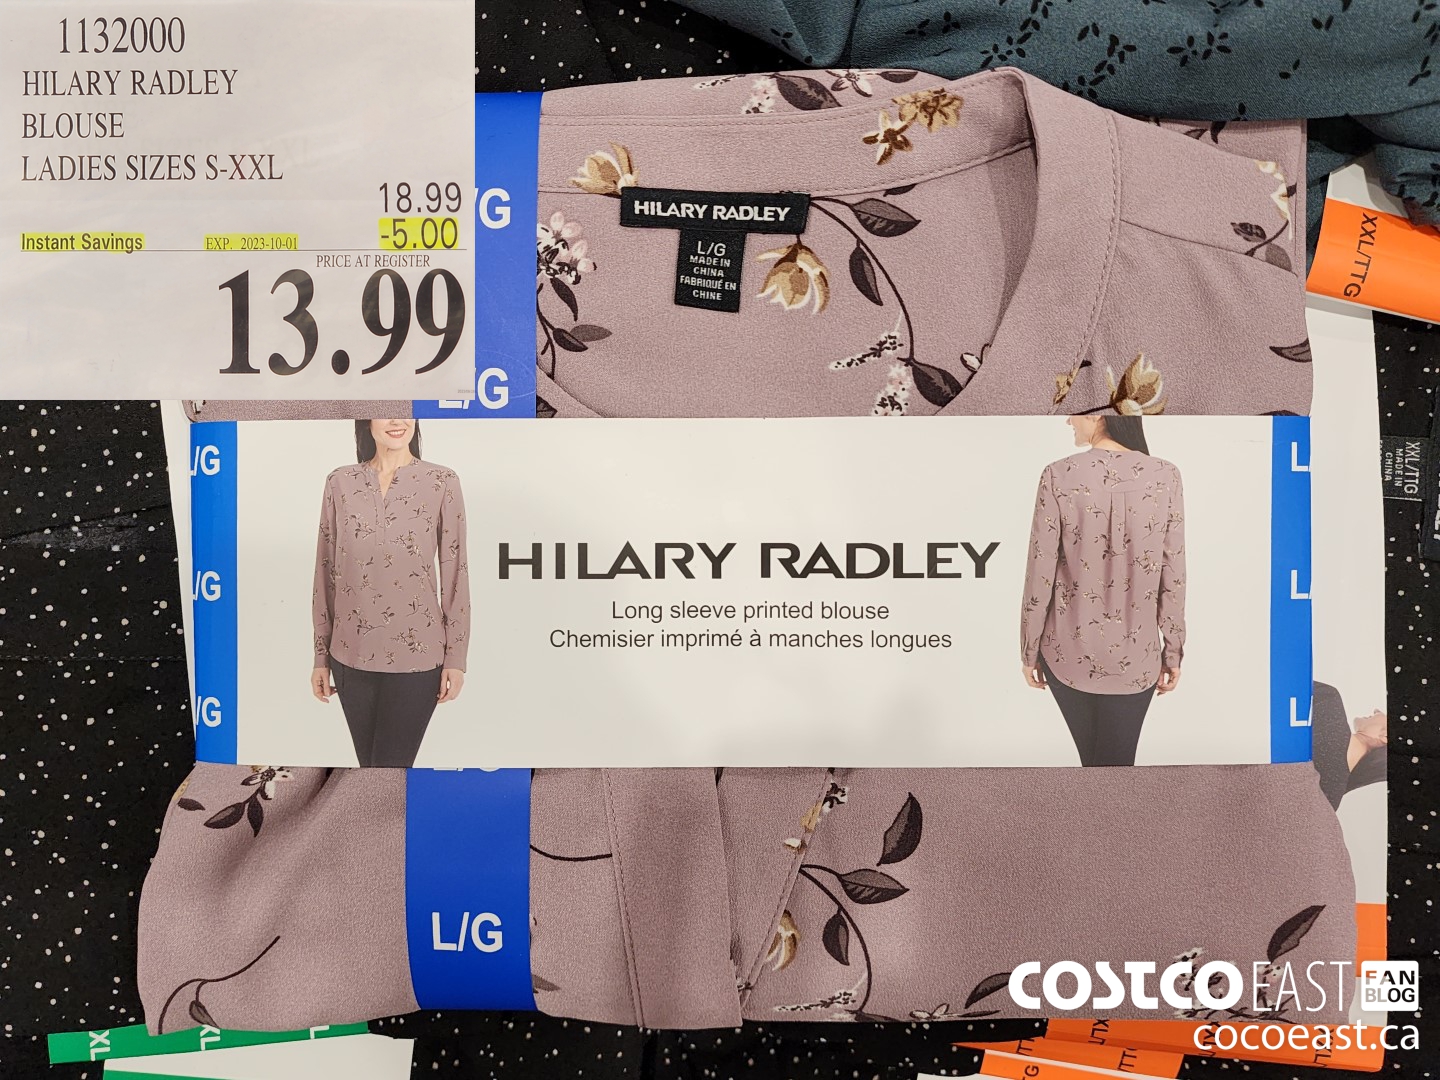 1132000
HILARY RADLEY
BLOUSE
LADIES SIZES S-XXL
18.99
Instant Savings EXP. 2023-10-01 -5.00
PRICE AT REGISTER
13.99
/G
/G
HILARY RADLEY
L/G
MADE IN
CHINA
FABRIQUÉ EN
CHINE
XXL/TTG
XXL/TTG
MADE IN
CHINA
L/G
/G
/G
HILARY RADLEY
Long sleeve printed blouse
Chemisier imprimé à manches longues
L/
L/
L/
L/G
XL
COSTCO EAST FAN BLOG
cocoeast.ca